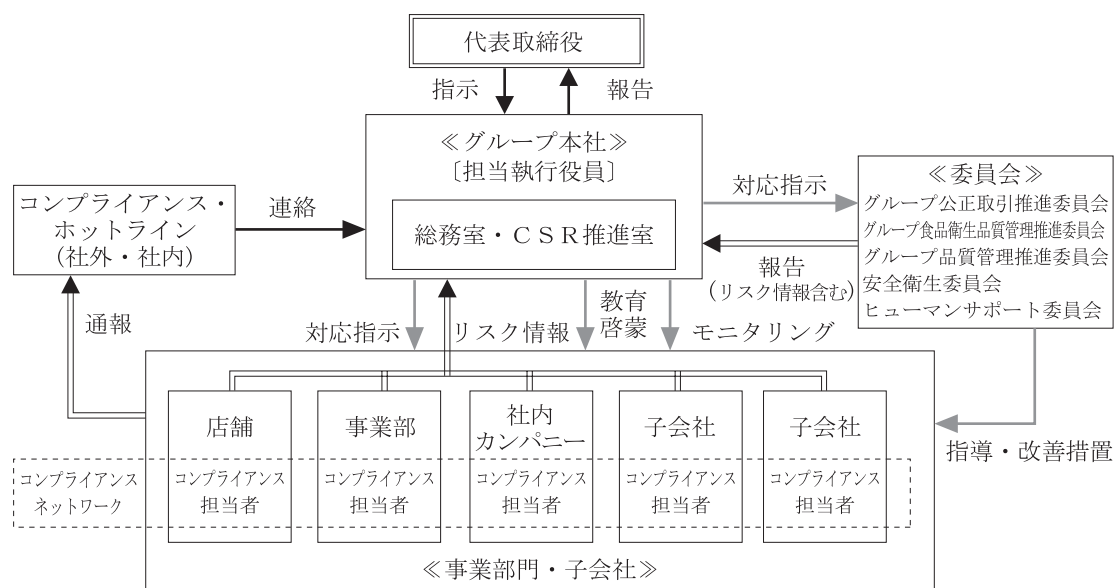 代表取締役
指示
報告
≪グループ本社≫
〔担当執行役員〕
総務室・CSR推進室
コンプライアンス・
ホットライン
(社外・社内)
連絡
対応指示
≪委員会≫
グループ公正取引推進委員会
グループ食品衛生品質管理推進委員会
グループ品質管理推進委員会
安全衛生委員会
ヒューマンサポート委員会
報告
(リスク情報含む)
通報
対応指示
リスク情報
教育
啓蒙
モニタリング
指導・改善措置
店舗
事業部
社内
カンパニー
子会社
子会社
コンプライアンス
ネットワーク
コンプライアンス
担当者
コンプライアンス
担当者
コンプライアンス
担当者
コンプライアンス
担当者
コンプライアンス
担当者
≪事業部門・子会社≫